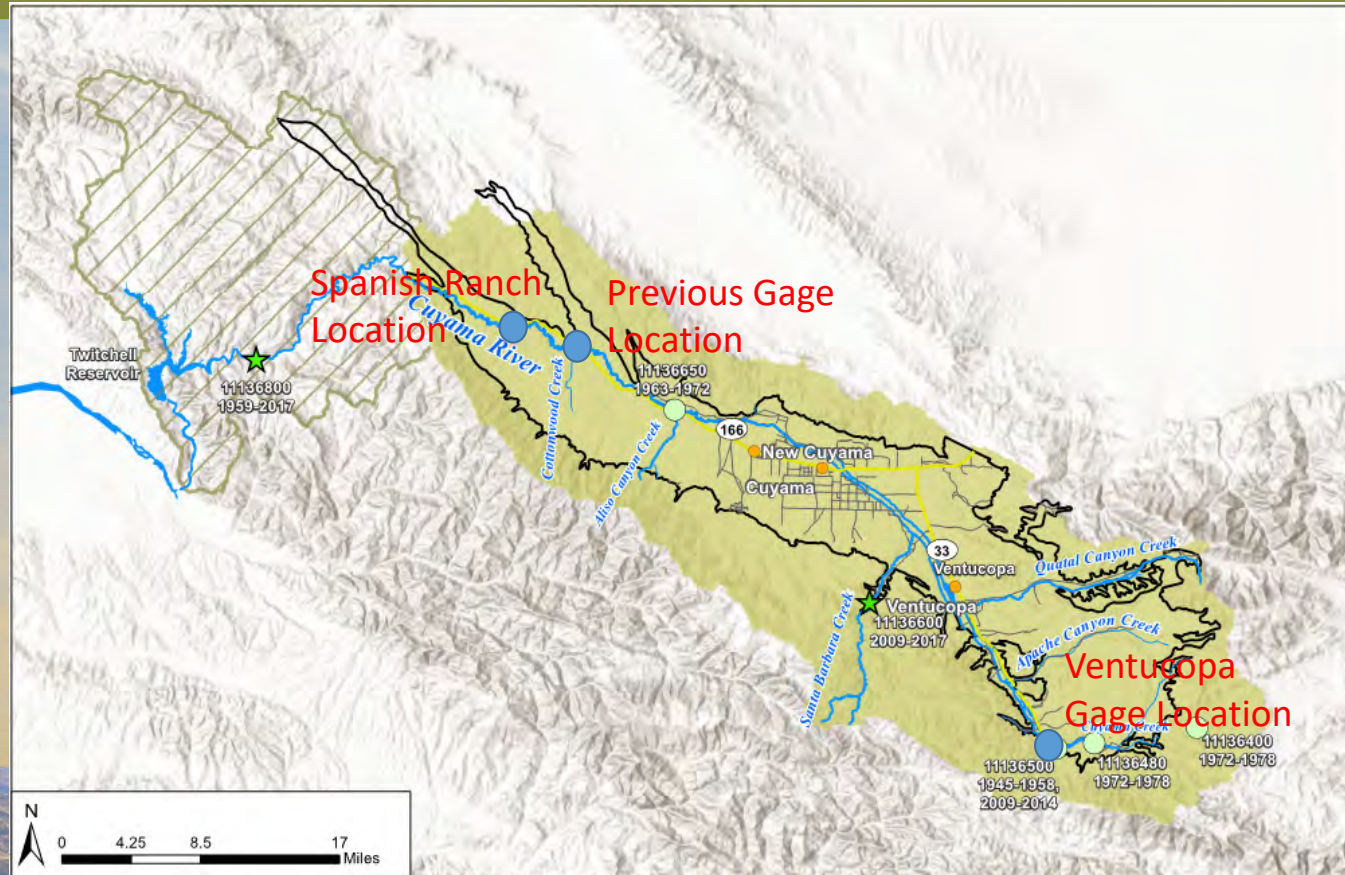 Spanish Ranch
Location
Previous Gage
Location
Cuyama River
Twitchell
Reservoir
11136800
1959-2017
11136650
1963-1972
Cottonwood Creek
Aliso Canyon Creek
166
New Cuyama
Cuyama
33
Ventucopa
Quatal Canyon Creek
Ventucopa
11136600
2009-2017
Santa Barbara Creek
Apache Canyon Creek
Ventucopa
Gage Location
Cuyama Creek
11136400
1972-1978
11136480
1972-1978
11136500
1945-1958,
2009-2014
N
0 4.25 8.5 17
Miles